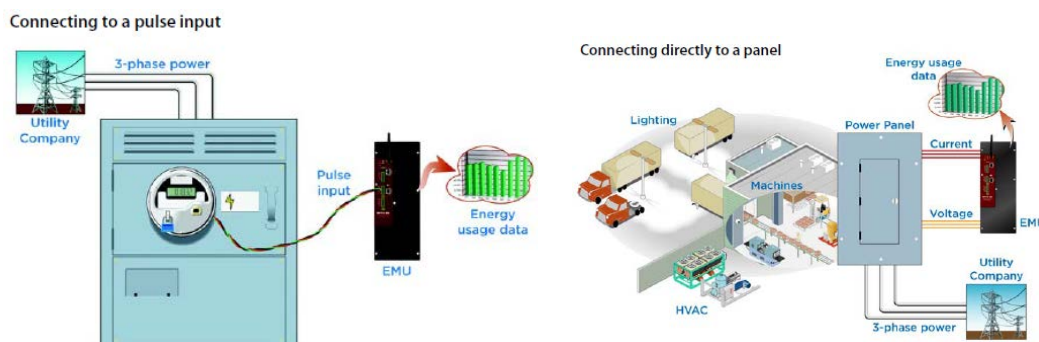 Connecting to a pulse input
3-phase power
Utility
Company
Pulse
input
EMU
Energy
usage data
Connecting directly to a panel
Energy usage
data
Lighting
Power Panel
Current
Machines
Voltage
EMU
HVAC
Utility
Company
3-phase power